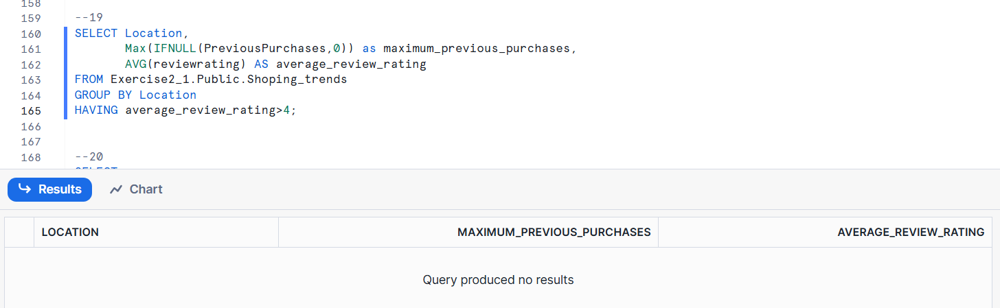 158
159 --19
160 SELECT Location,
161 Max(IFNULL(PreviousPurchases,0)) as maximum_previous_purchases,
162 AVG(reviewrating) AS average_review_rating
163 FROM Exercise2_1.Public.Shoping_trends
164 GROUP BY Location
165 HAVING average_review_rating>4;
166
167
168 --20
SELECT
Results Chart
LOCATION MAXIMUM_PREVIOUS_PURCHASES AVERAGE_REVIEW_RATING
Query produced no results